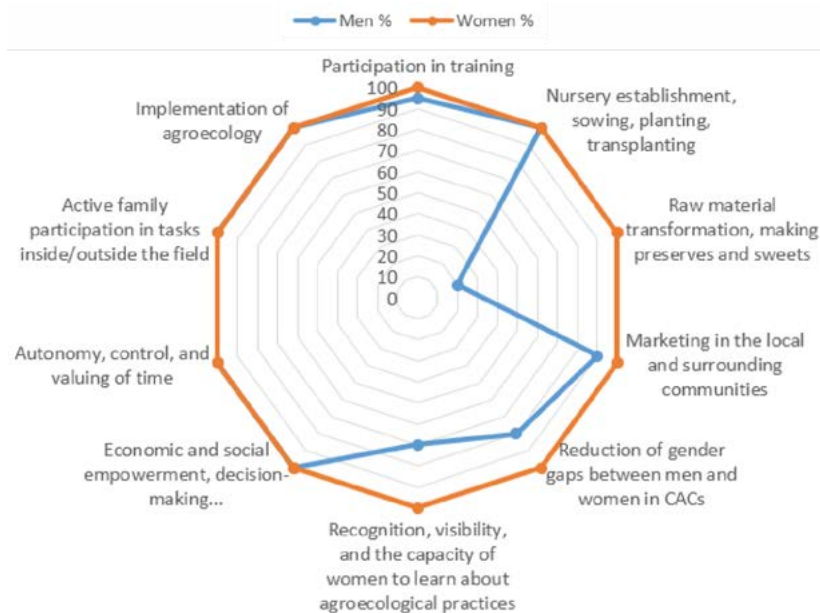 Men %
Women %
Participation in training
Nursery establishment,
sowing, planting,
transplanting
Raw material
transformation, making
preserves and sweets
Marketing in the local
and surrounding
communities
Reduction of gender
gaps between men and
women in CACs
Recognition, visibility,
and the capacity of
women to learn about
agroecological practices
Economic and social
empowerment, decision-
making...
Autonomy, control, and
valuing of time
Active family
participation in tasks
inside/outside the field
Implementation of
agroecology
100
90
80
70
60
50
40
30
20
10
0